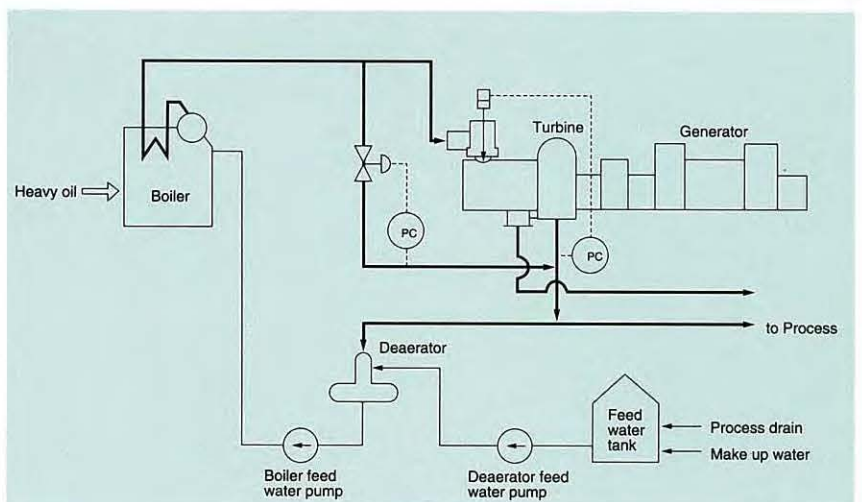 Turbine
Generator
Heavy oil
Boiler
PC
PC
to Process
Deaerator
Feed
water
tank
Process drain
Make up water
Boiler feed
water pump
Deaerator feed
water pump